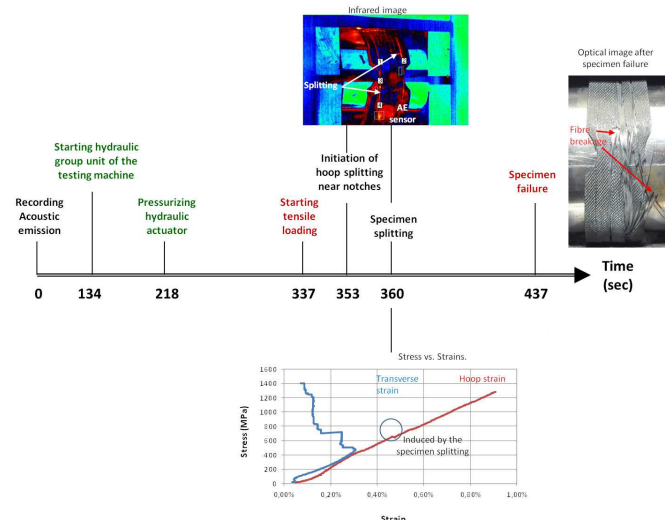 Infrared image
1
2
3
4
Splitting
AE
sensor
Optical image after
specimen failure
Fibre
breakage
Starting hydraulic
group unit of the
testing machine
Recording
Acoustic
emission
Pressurizing
hydraulic
actuator
Starting
tensile
loading
Initiation of
hoop splitting
near notches
Specimen
splitting
Specimen
failure
Time
(sec)
0
134
218
337
353
360
437
Stress vs. Strains.
Stress (MPa)
1600
1400
1200
1000
800
600
400
200
0
Transverse
strain
Hoop strain
Induced by the
specimen splitting
0,00% 0,20% 0,40% 0,60% 0,80% 1,00%
Strain